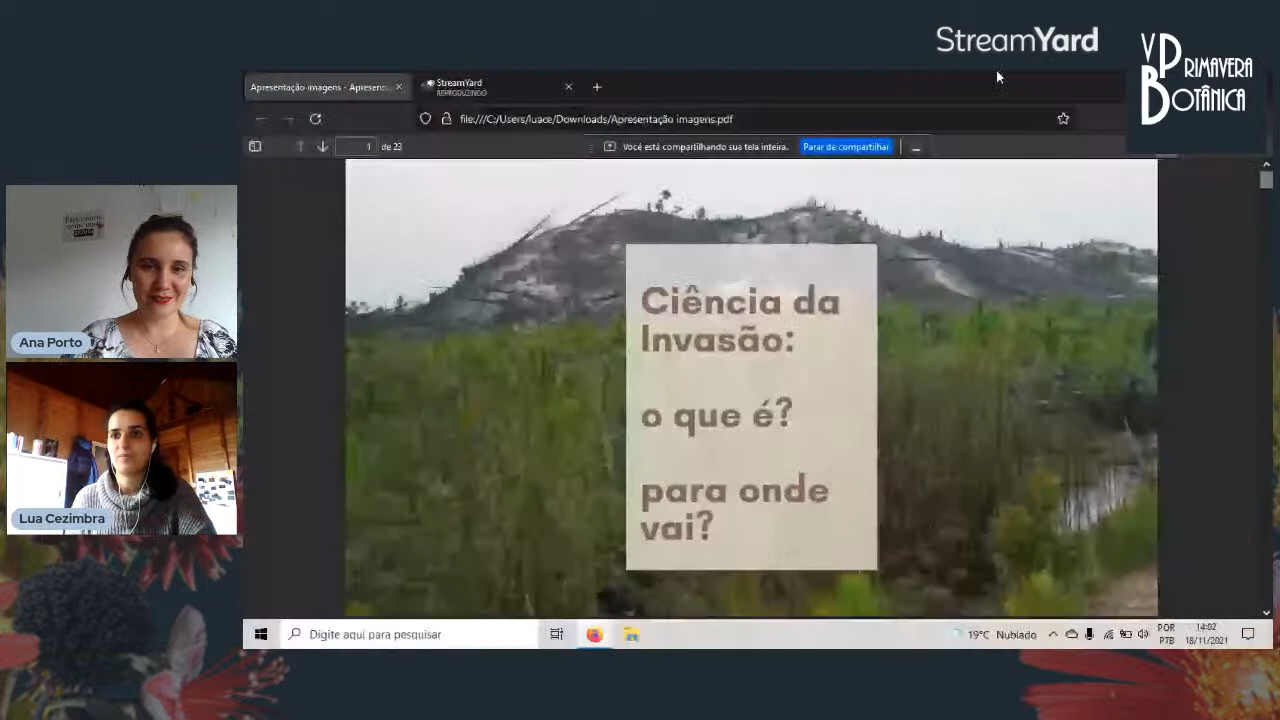 StreamYard
V PRIMAVERA
BOTÂNICA
Apresentação imagens - Apresent...
StreamYard
REPRODUZINDO
file:///C:/Users/luace/Downloads/Apresentação imagens.pdf
1 de 23
Você está compartilhando sua tela inteira.
Parar de compartilhar
Ciência da
Invasão:
o que é?
para onde
vai?
Ana Porto
Lua Cezimbra
Digite aqui para pesquisar
19°C Nublado
POR
PTB
14:02
18/11/2021